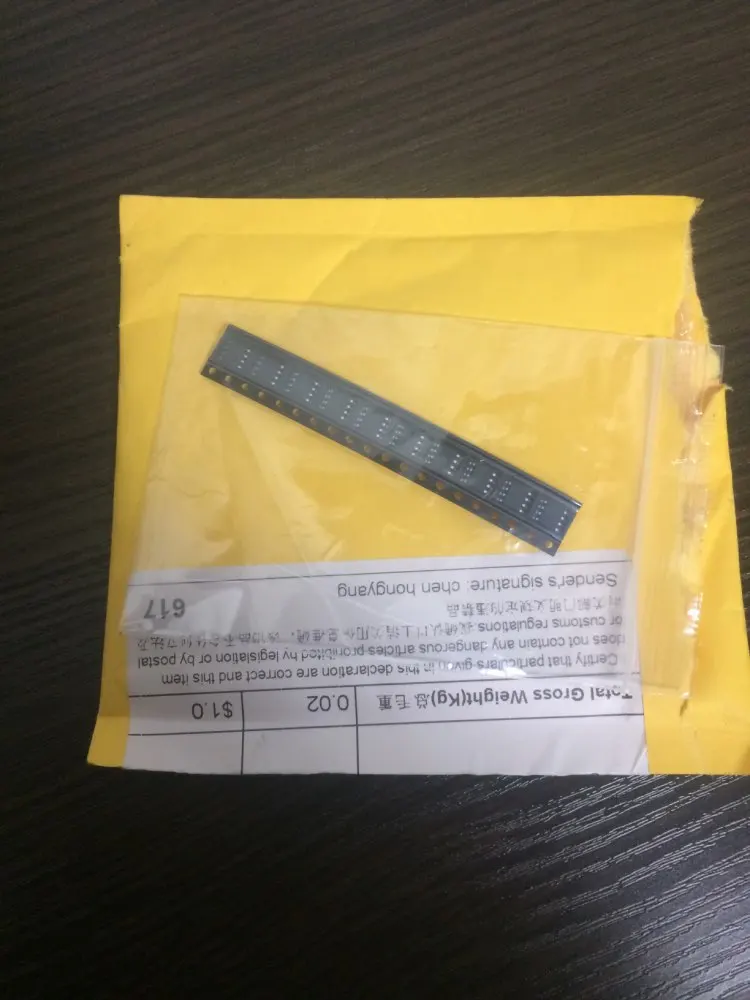 Total Gross Weight(Kg)总毛重 0.02 $1.0
Certify that particulars given in this declaration are correct and this item
does not contain any dangerous articles prohibited by legislation by or postal
or customs regulations
Sender's signature: chen hongyang 617